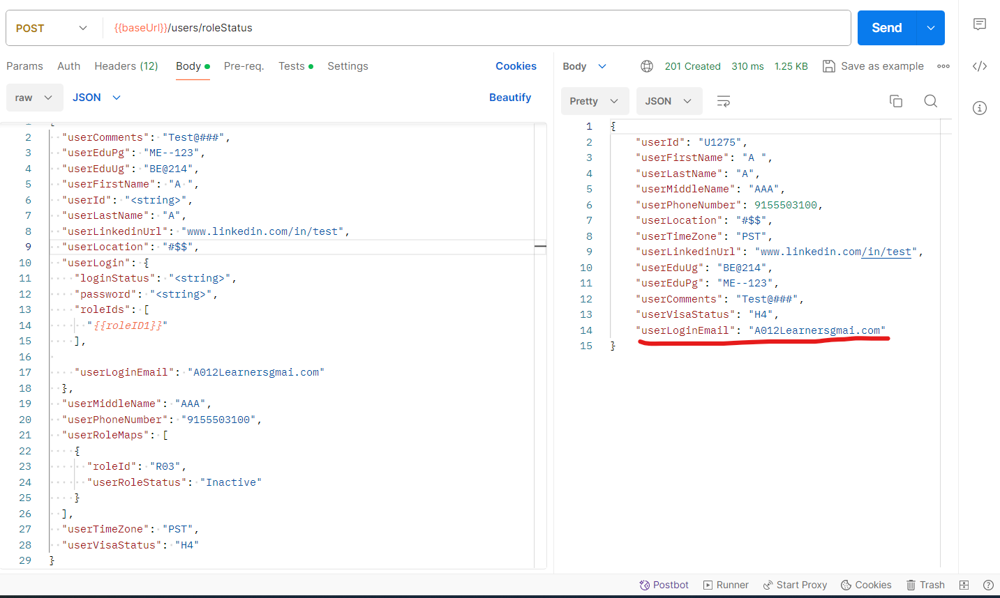 POST {{baseUrl}}/users/roleStatus Send
Params Auth Headers (12) Body Pre-req. Tests Settings Cookies
raw JSON Beautify
2 "userComments": "Test@###",
3 "userEduPg": "ME--123",
4 "userEduUg": "BE@214",
5 "userFirstName": "A ",
6 "userId": "<string>",
7 "userLastName": "A",
8 "userLinkedinUrl": "www.linkedin.com/in/test",
9 "userLocation": "#$$",
10 "userLogin": {
11 "loginStatus": "<string>",
12 "password": "<string>",
13 "roleIds": [
14 "{{roleID1}}"
15 ],
16
17 "userLoginEmail": "A012Learnersgmai.com"
18 },
19 "userMiddleName": "AAA",
20 "userPhoneNumber": "9155503100",
21 "userRoleMaps": [
22 {
23 "roleId": "R03",
24 "userRoleStatus": "Inactive"
25 }
26 ],
27 "userTimeZone": "PST",
28 "userVisaStatus": "H4"
29 }
Body 201 Created 310 ms 1.25 KB Save as example
Pretty JSON
1 {
2 "userId": "U1275",
3 "userFirstName": "A ",
4 "userLastName": "A",
5 "userMiddleName": "AAA",
6 "userPhoneNumber": 9155503100,
7 "userLocation": "#$$",
8 "userTimeZone": "PST",
9 "userLinkedinUrl": "www.linkedin.com/in/test",
10 "userEduUg": "BE@214",
11 "userEduPg": "ME--123",
12 "userComments": "Test@###",
13 "userVisaStatus": "H4",
14 "userLoginEmail": "A012Learnersgmai.com"
15 }
Postbot Runner Start Proxy Cookies Trash